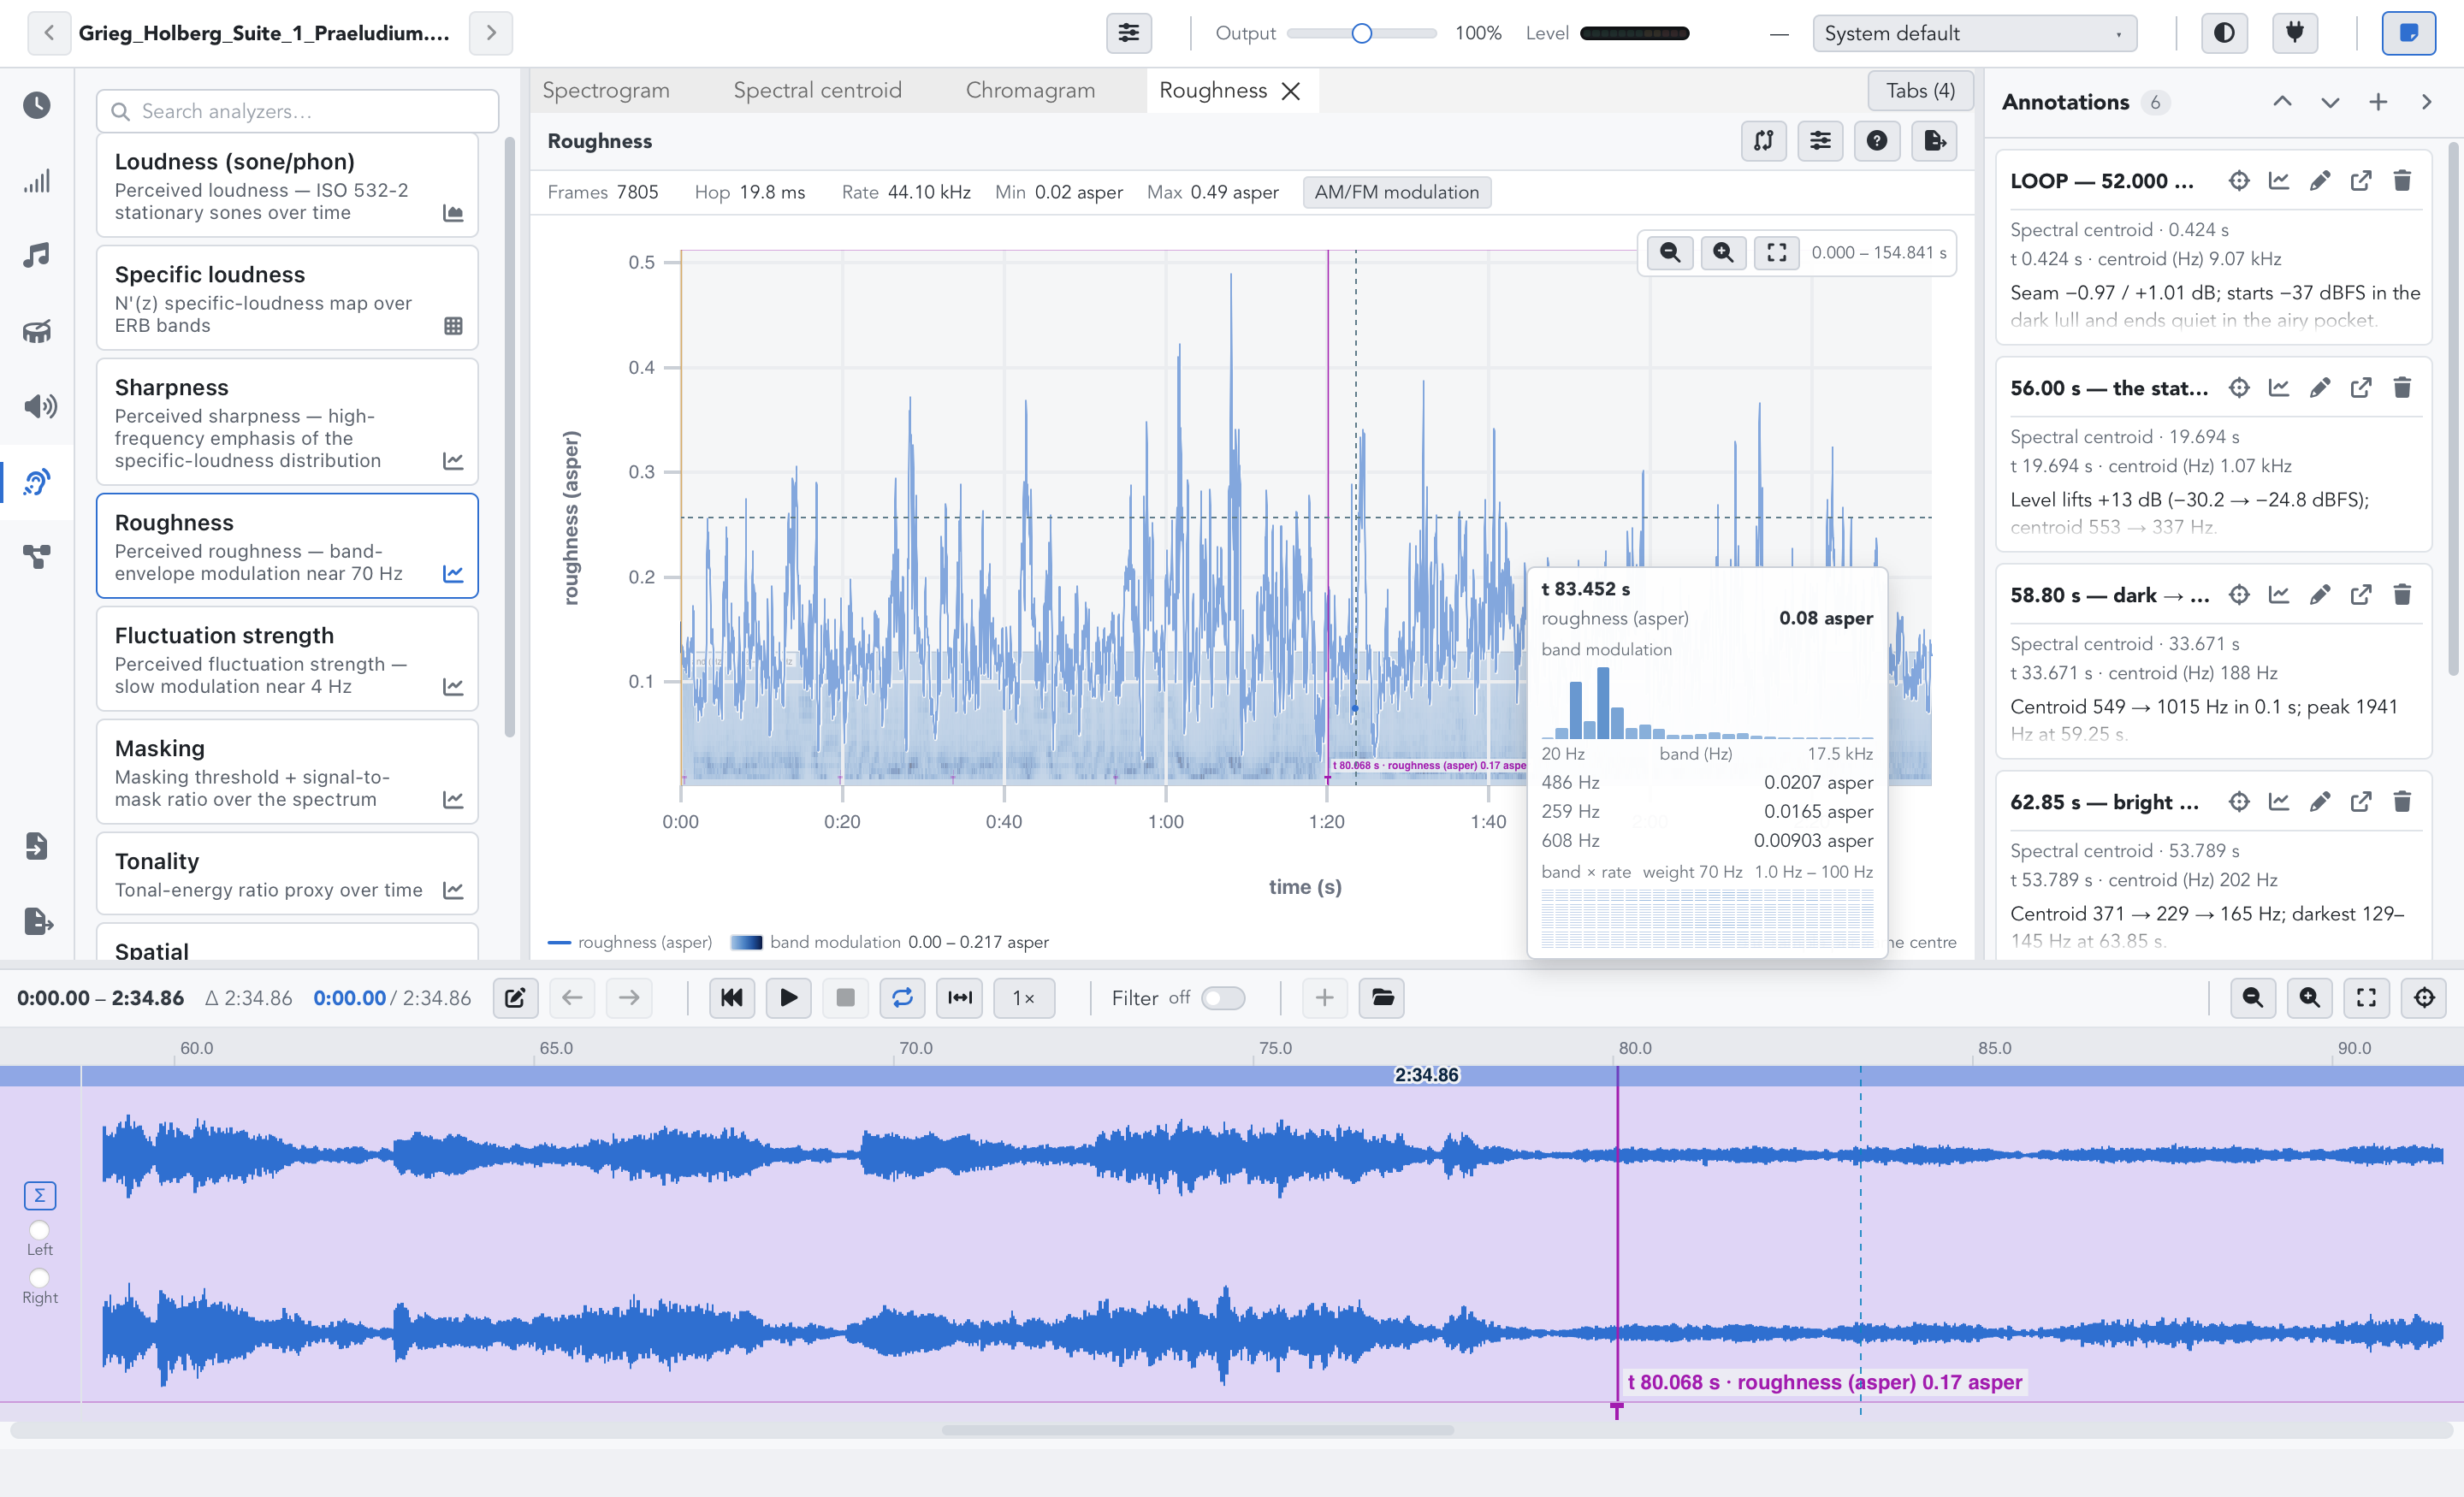 Grieg_Holberg_Suite_1_Praeludium....
Output 100% Level — System default
Search analyzers...
Loudness (sone/phon)
Perceived loudness — ISO 532-2
stationary sones over time
Specific loudness
N'(z) specific-loudness map over
ERB bands
Sharpness
Perceived sharpness — high-
frequency emphasis of the
specific-loudness distribution
Roughness
Perceived roughness — band-
envelope modulation near 70 Hz
Fluctuation strength
Perceived fluctuation strength —
slow modulation near 4 Hz
Masking
Masking threshold + signal-to-
mask ratio over the spectrum
Tonality
Tonal-energy ratio proxy over time
Spatial
Spectrogram Spectral centroid Chromagram Roughness Tabs (4)
Roughness
Frames 7805 Hop 19.8 ms Rate 44.10 kHz Min 0.02 asper Max 0.49 asper AM/FM modulation
0.000 – 154.841 s
roughness (asper)
0.5
0.4
0.3
0.2
0.1
t 80.068 s · roughness (asper) 0.17 aspe
0:00 0:20 0:40 1:00 1:20 1:40 2:00
time (s)
roughness (asper) band modulation 0.00 – 0.217 asper
he centre
t 83.452 s
roughness (asper) 0.08 asper
band modulation
20 Hz band (Hz) 17.5 kHz
486 Hz 0.0207 asper
259 Hz 0.0165 asper
608 Hz 0.00903 asper
band × rate weight 70 Hz 1.0 Hz – 100 Hz
Annotations 6
LOOP — 52.000 ...
Spectral centroid · 0.424 s
t 0.424 s · centroid (Hz) 9.07 kHz
Seam −0.97 / +1.01 dB; starts −37 dBFS in the
dark lull and ends quiet in the airy pocket.
56.00 s — the stat...
Spectral centroid · 19.694 s
t 19.694 s · centroid (Hz) 1.07 kHz
Level lifts +13 dB (−30.2 → −24.8 dBFS);
centroid 553 → 337 Hz.
58.80 s — dark → ...
Spectral centroid · 33.671 s
t 33.671 s · centroid (Hz) 188 Hz
Centroid 549 → 1015 Hz in 0.1 s; peak 1941
Hz at 59.25 s.
62.85 s — bright ...
Spectral centroid · 53.789 s
t 53.789 s · centroid (Hz) 202 Hz
Centroid 371 → 229 → 165 Hz; darkest 129–
145 Hz at 63.85 s.
0:00.00 – 2:34.86 Δ 2:34.86 0:00.00 / 2:34.86 1× Filter off
60.0 65.0 70.0 75.0 80.0 85.0 90.0
2:34.86
Σ
Left
Right
t 80.068 s · roughness (asper) 0.17 asper